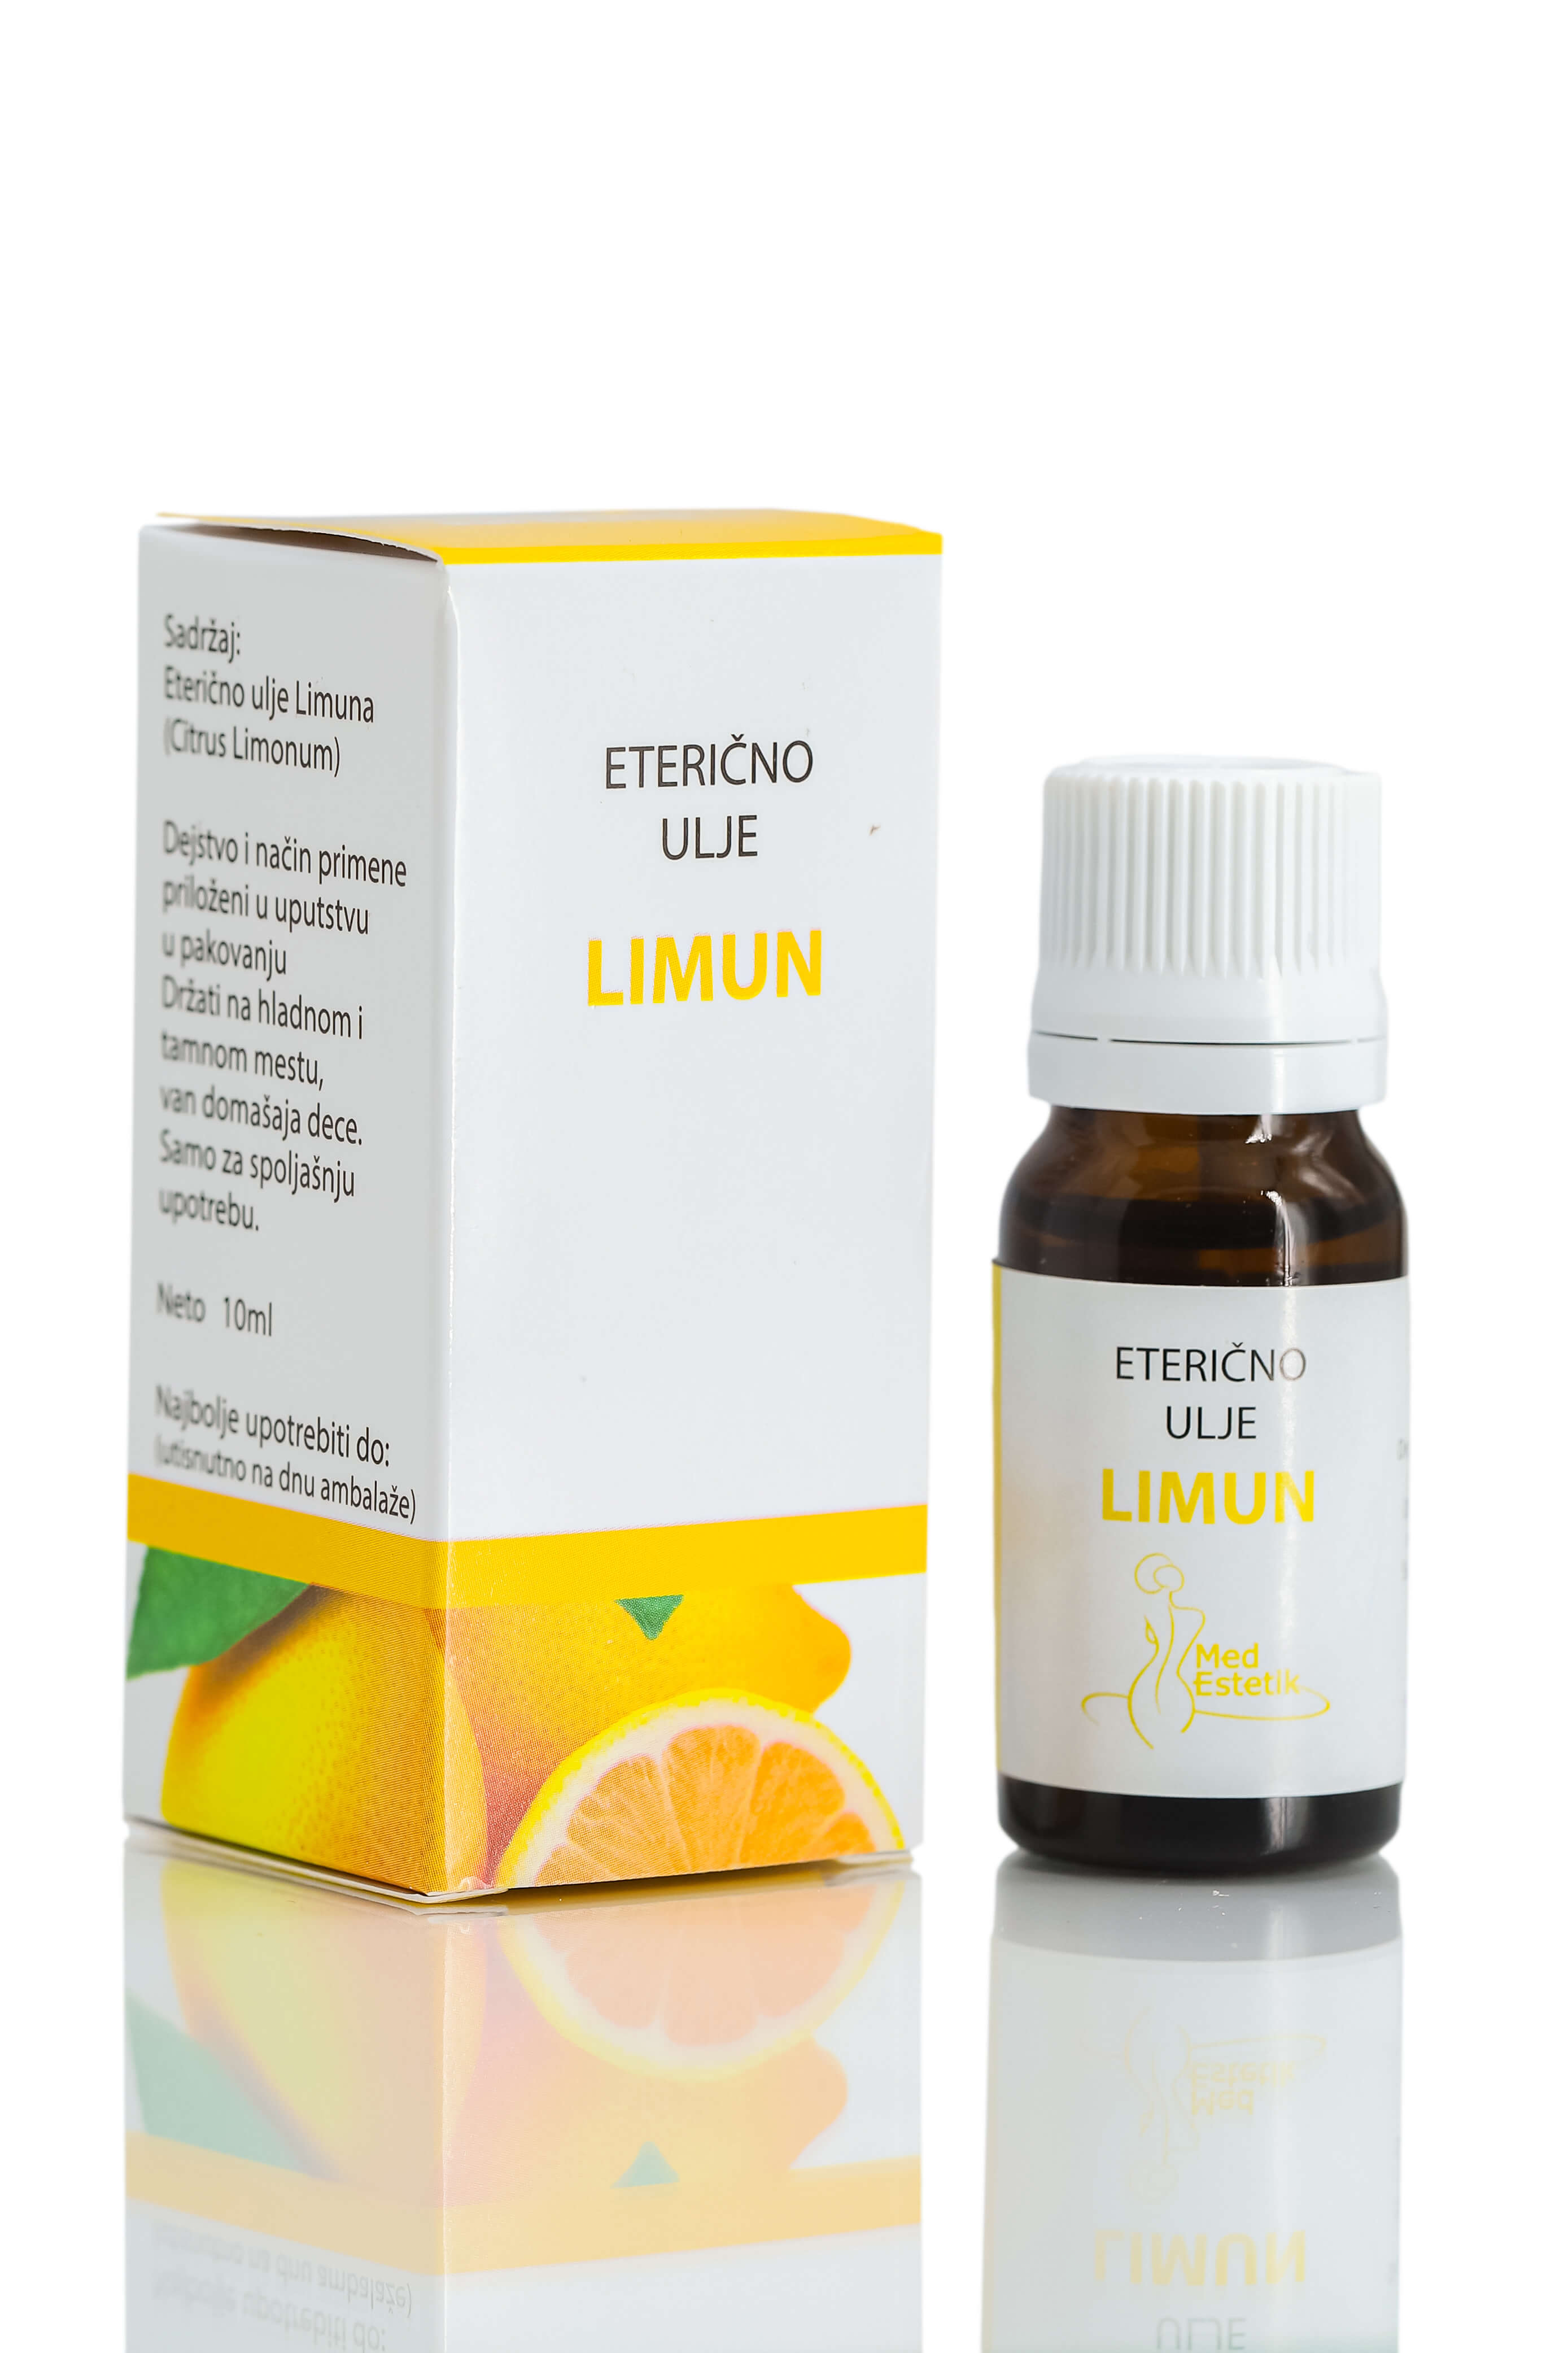 Sadržaj:
Eterično ulje Limuna
(Citrus Limonum)
Dejstvo i način primene
priloženi u uputstvu
u pakovanju
Držati na hladnom i
tamnom mestu,
van domašaja dece.
Samo za spoljašnju
upotrebu.
Neto 10ml
Najbolje upotrebiti do:
(utisnutno na dnu ambalaže)
ETERIČNO
ULJE
LIMUN
ETERIČNO
ULJE
LIMUN
Med
Estetik